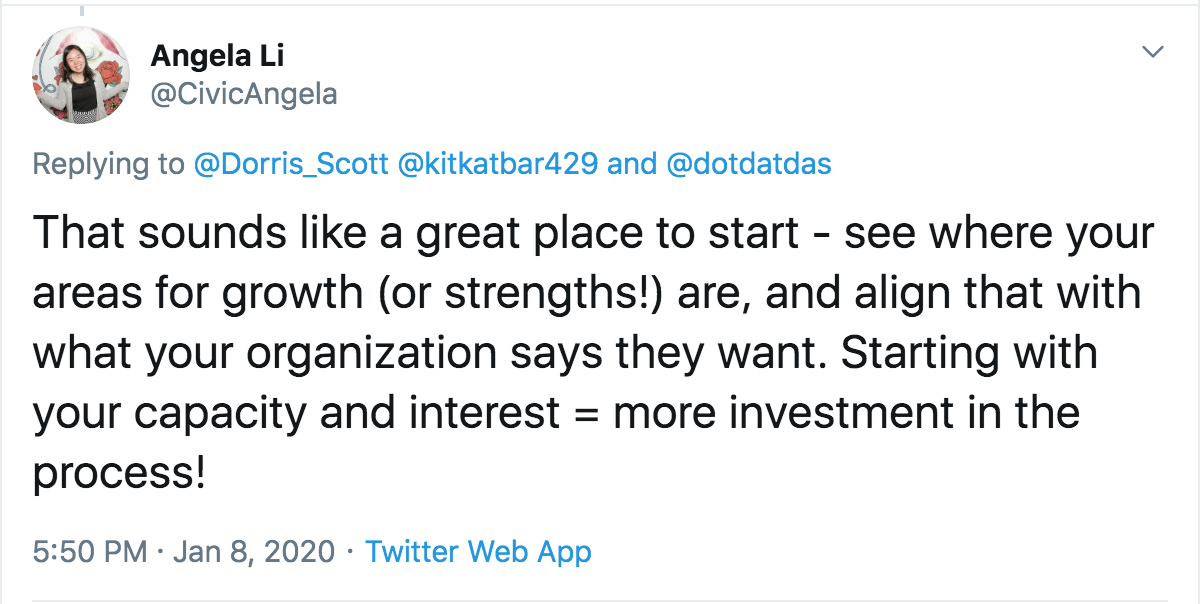 Angela Li
@CivicAngela
Replying to @Dorris_Scott @kitkatbar429 and @dotdatdas
That sounds like a great place to start - see where your
areas for growth (or strengths!) are, and align that with
what your organization says they want. Starting with
your capacity and interest = more investment in the
process!
5:50 PM · Jan 8, 2020 · Twitter Web App